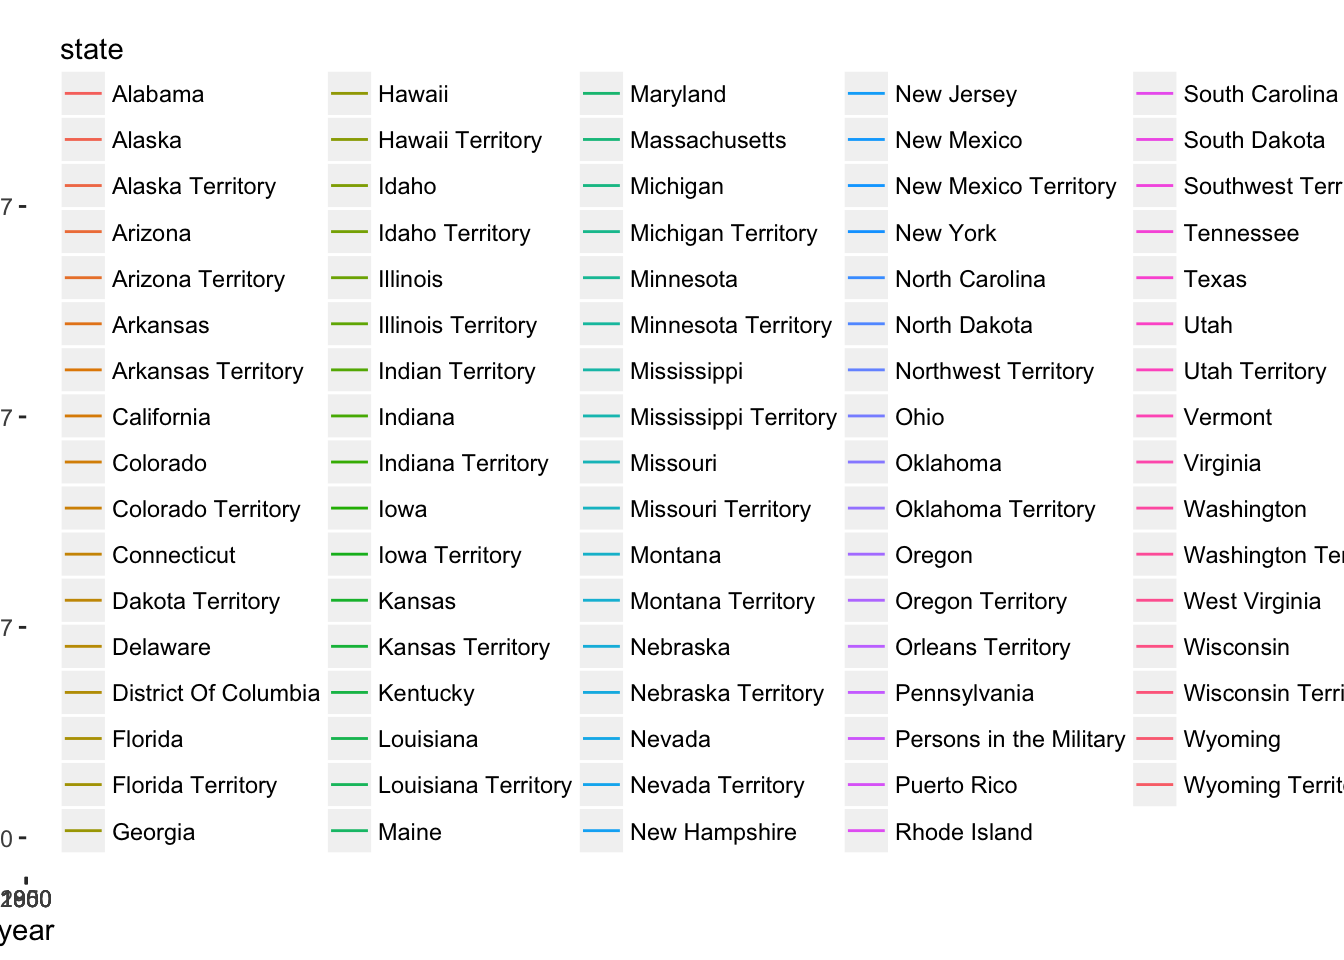 state
Alabama
Alaska
Alaska Territory
Arizona
Arizona Territory
Arkansas
Arkansas Territory
California
Colorado
Colorado Territory
Connecticut
Dakota Territory
Delaware
District Of Columbia
Florida
Florida Territory
Georgia
Hawaii
Hawaii Territory
Idaho
Idaho Territory
Illinois
Illinois Territory
Indian Territory
Indiana
Indiana Territory
Iowa
Iowa Territory
Kansas
Kansas Territory
Kentucky
Louisiana
Louisiana Territory
Maine
Maryland
Massachusetts
Michigan
Michigan Territory
Minnesota
Minnesota Territory
Mississippi
Mississippi Territory
Missouri
Missouri Territory
Montana
Montana Territory
Nebraska
Nebraska Territory
Nevada
Nevada Territory
New Hampshire
New Jersey
New Mexico
New Mexico Territory
New York
North Carolina
North Dakota
Northwest Territory
Ohio
Oklahoma
Oklahoma Territory
Oregon
Oregon Territory
Orleans Territory
Pennsylvania
Persons in the Military
Puerto Rico
Rhode Island
South Carolina
South Dakota
Southwest Terr
Tennessee
Texas
Utah
Utah Territory
Vermont
Virginia
Washington
Washington Ter
West Virginia
Wisconsin
Wisconsin Terri
Wyoming
Wyoming Territ
7
7
7
0
year